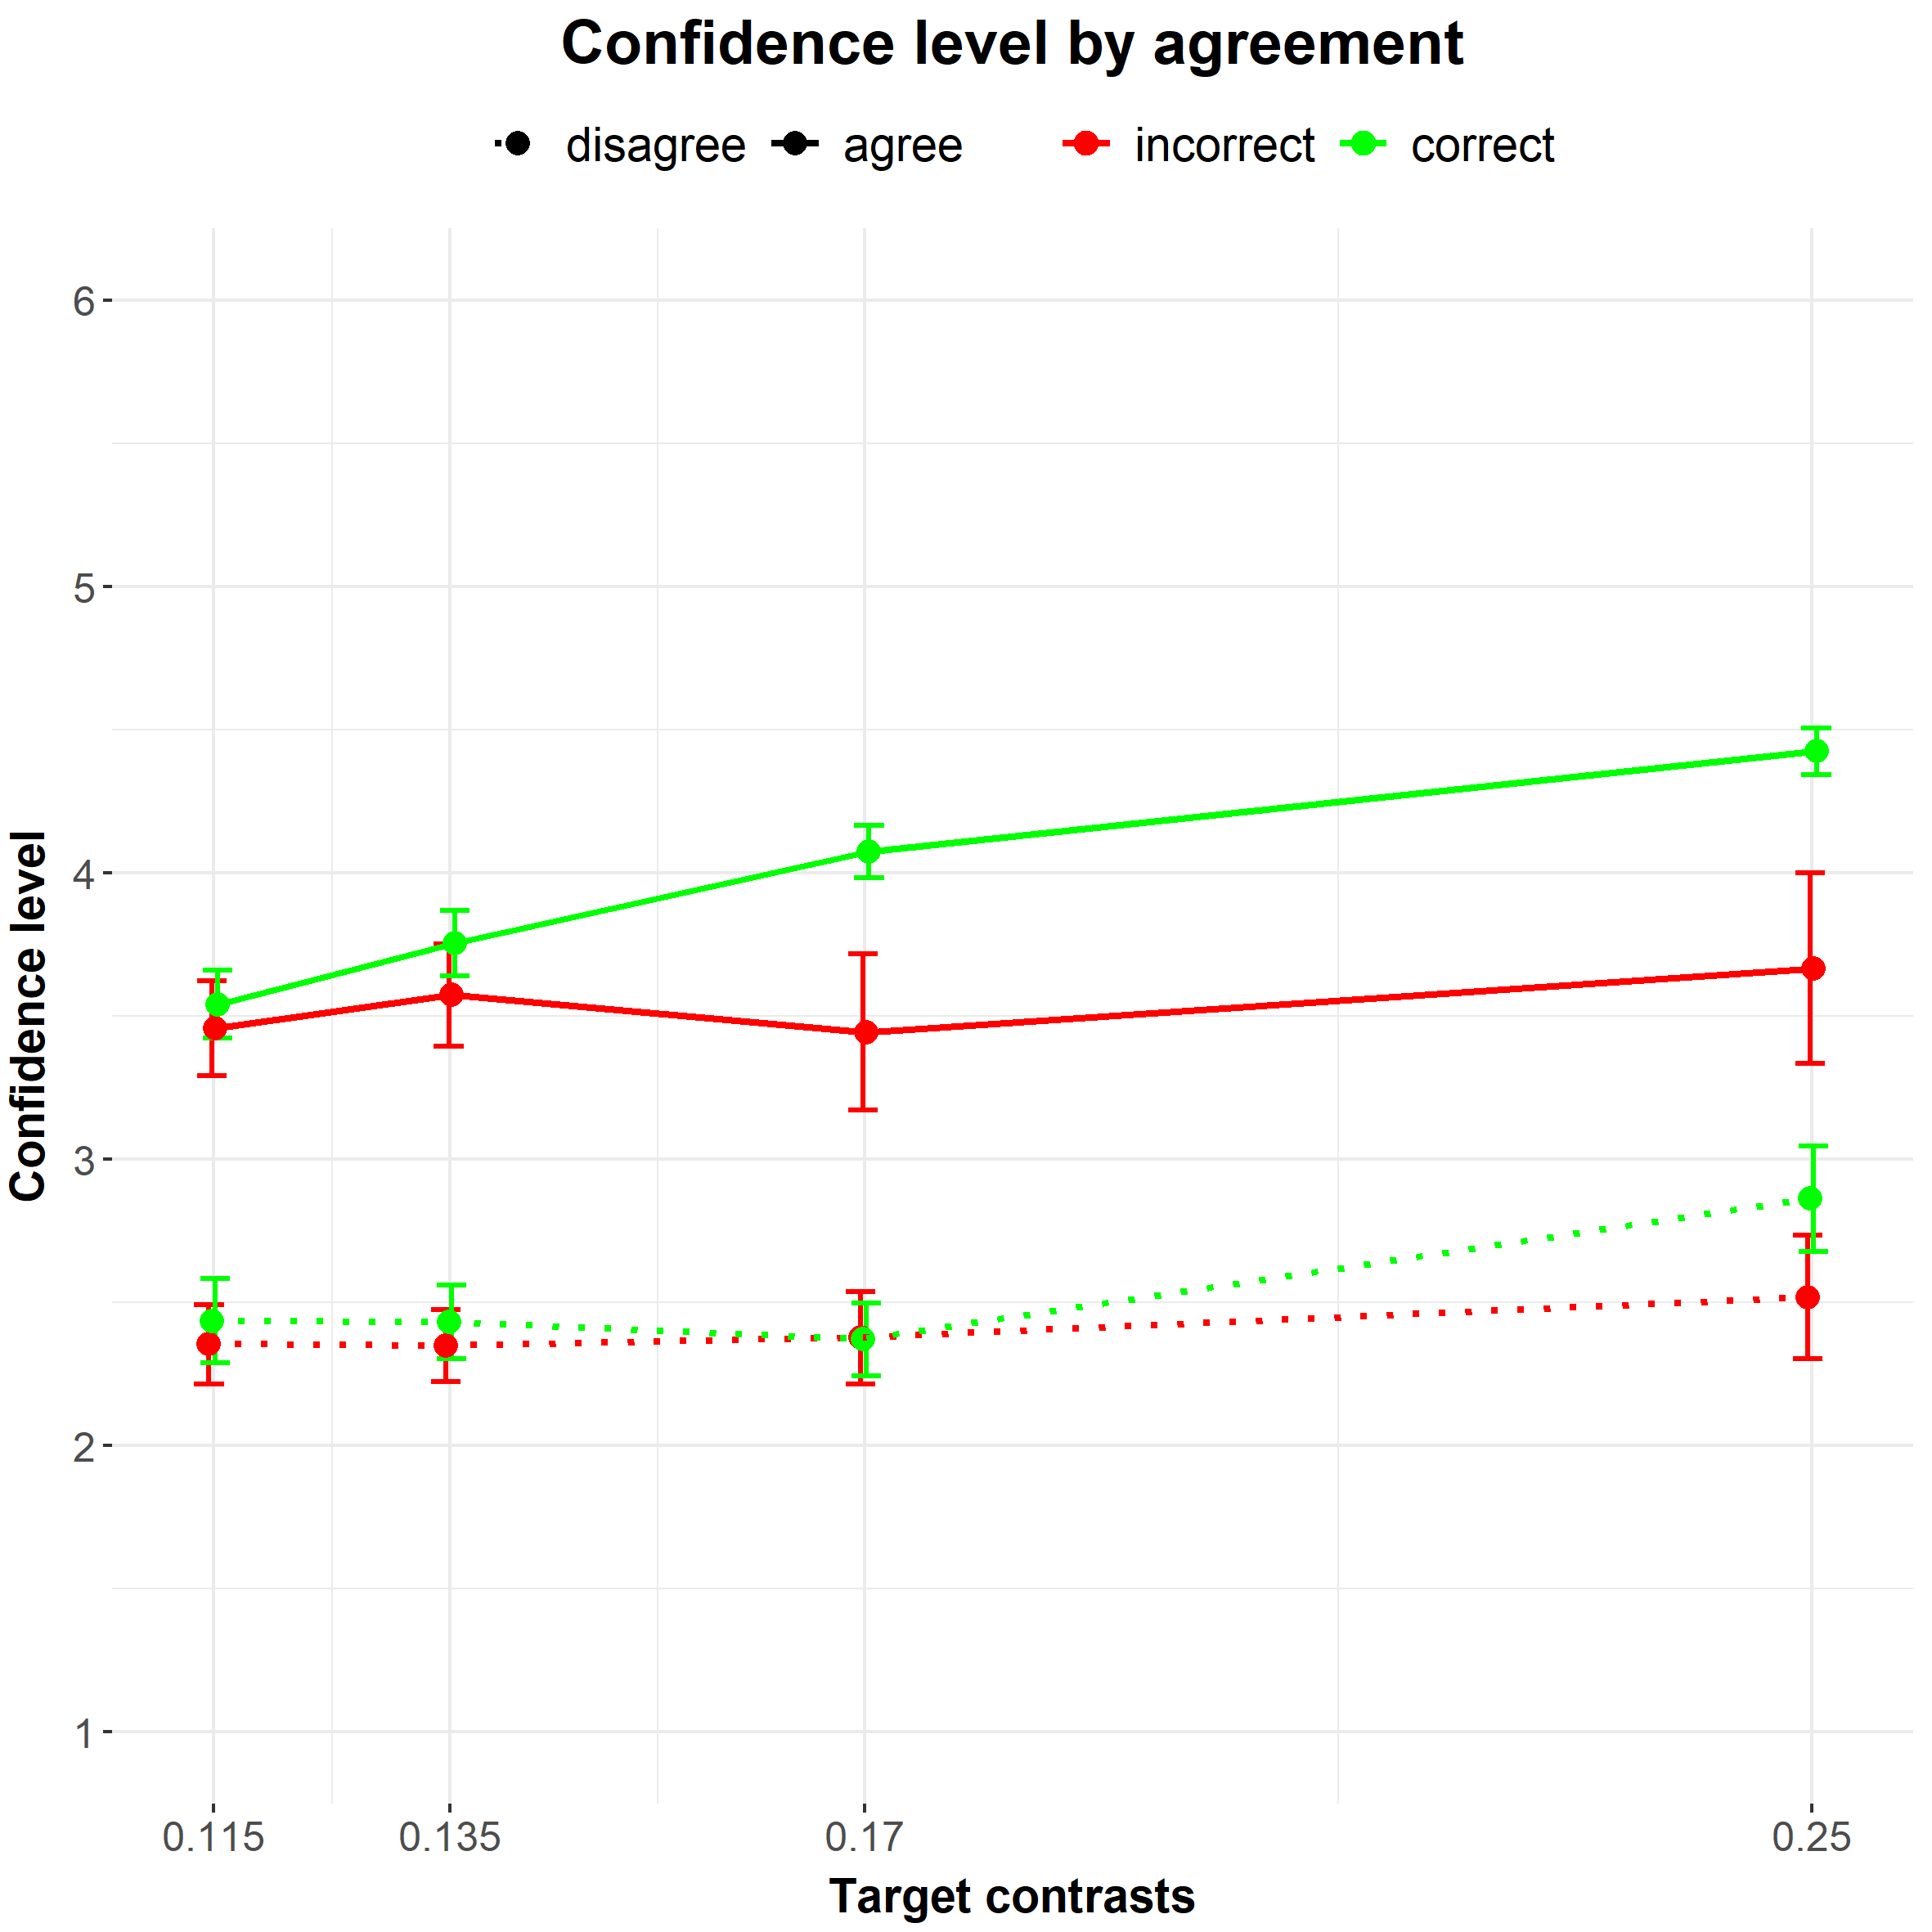 Confidence level by agreement
disagree agree incorrect correct
Confidence level
6
5
4
3
2
1
0.115 0.135 0.17 0.25
Target contrasts